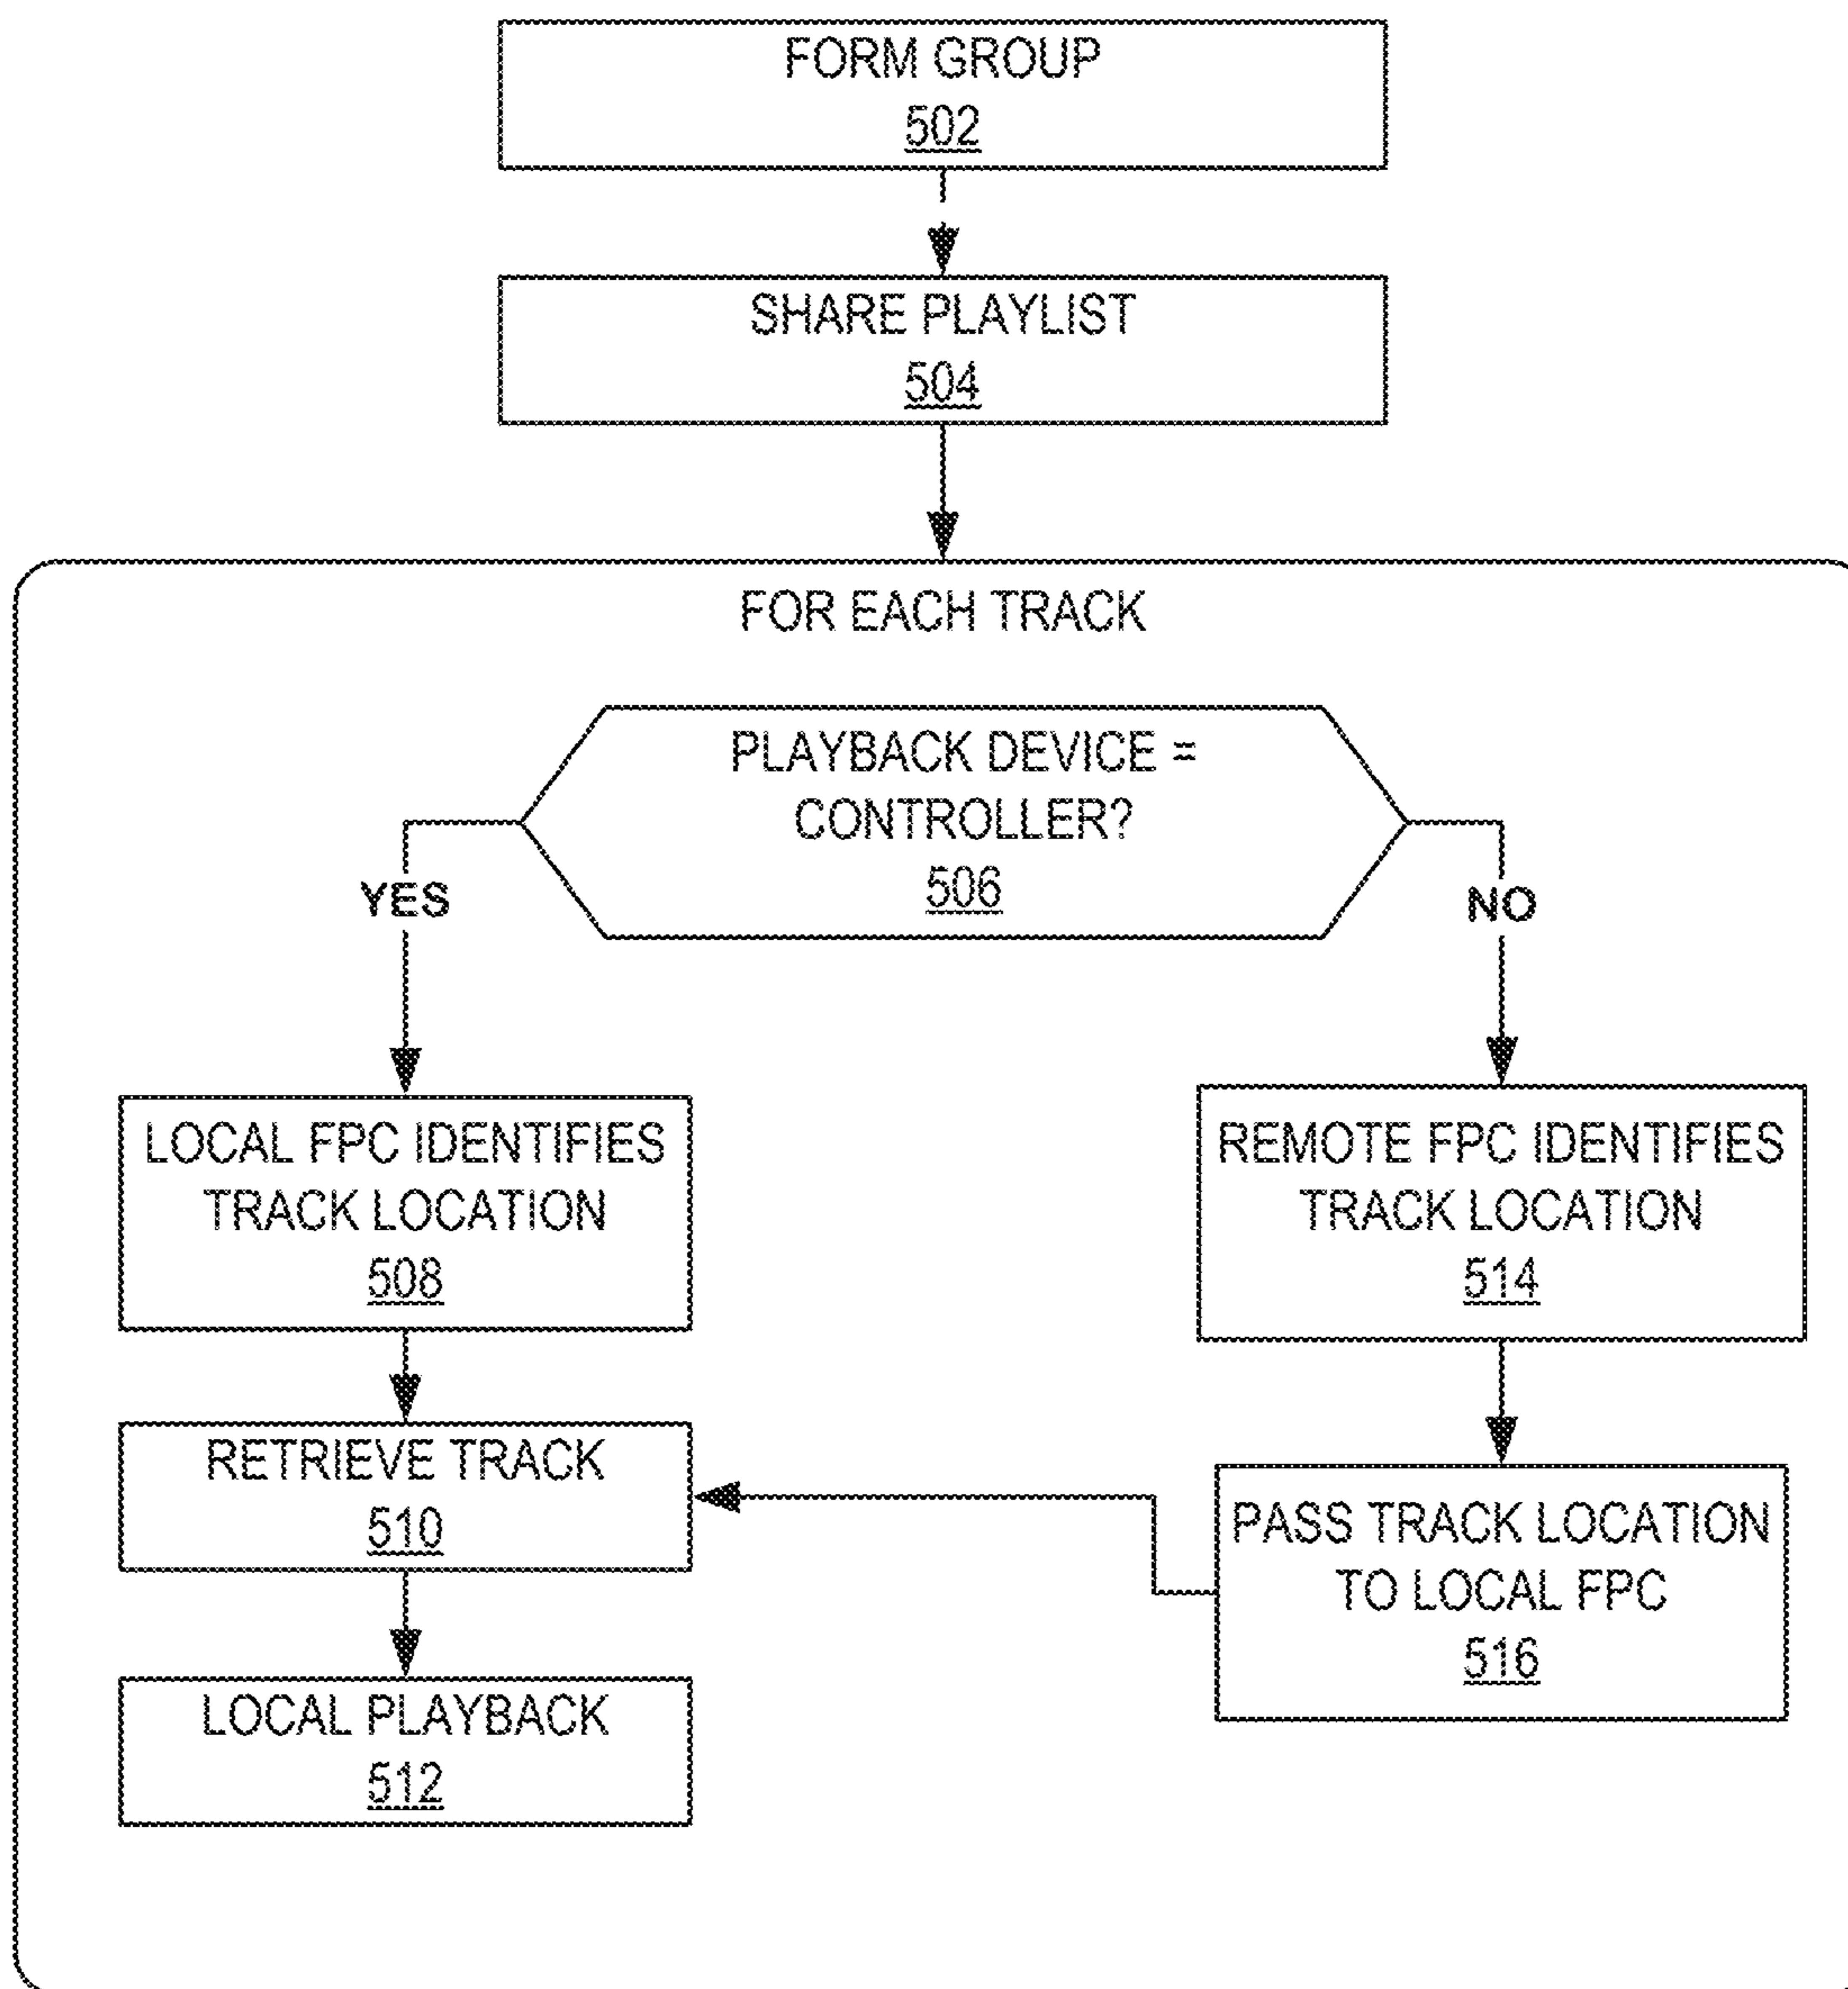 FORM GROUP
502
SHARE PLAYLIST
504
FOR EACH TRACK
PLAYBACK DEVICE =
CONTROLLER?
506
YES
NO
LOCAL FPC IDENTIFIES
TRACK LOCATION
508
REMOTE FPC IDENTIFIES
TRACK LOCATION
514
RETRIEVE TRACK
510
PASS TRACK LOCATION
TO LOCAL FPC
516
LOCAL PLAYBACK
512